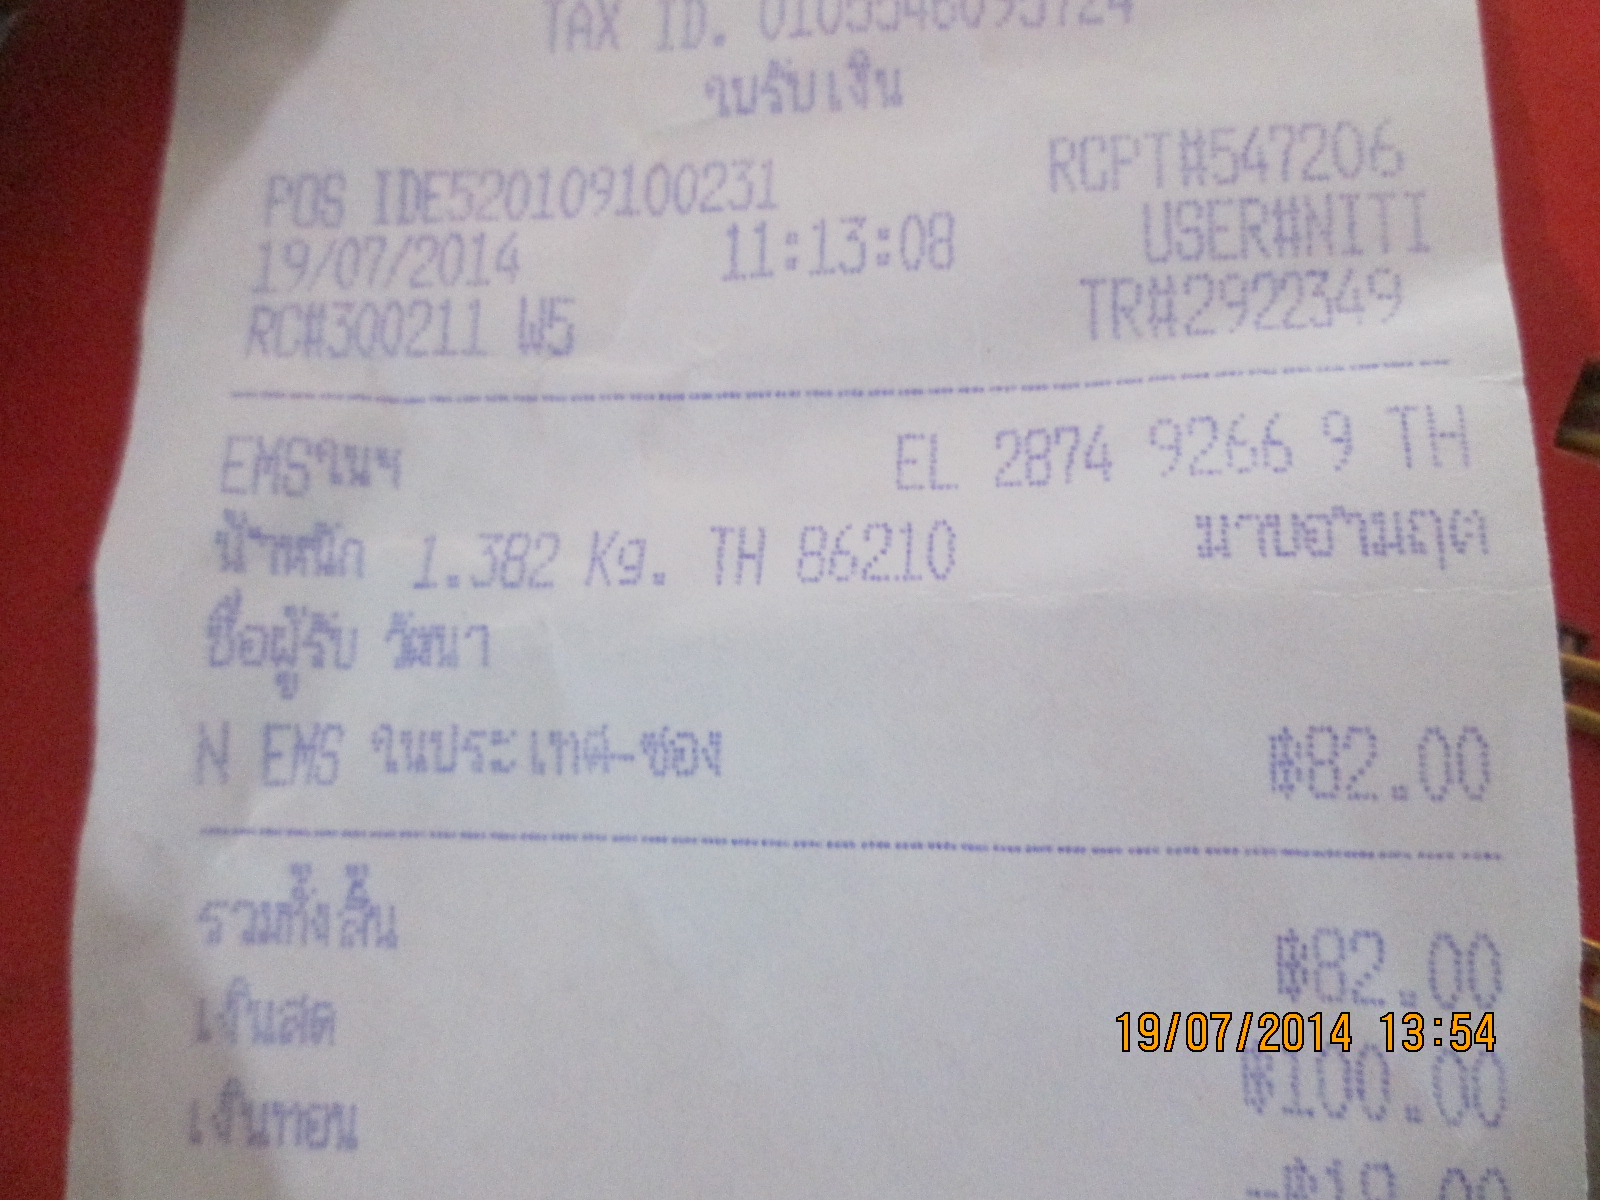 TAX ID. 0105546095724
ใบรับเงิน
POS IDE520109100231 RCPT#547206
19/07/2014 11:13:08 USER#NITI
RC#300211 W5 TR#2922349
EMSในฯ EL 2874 9266 9 TH
น้ำหนัก 1.382 Kg. TH 86210 มาบอำมฤต
ชื่อผู้รับ วัฒนา
N EMS ในประเทศ-ซอง ฿82.00
รวมทั้งสิ้น ฿82.00
เงินสด ฿100.00
19/07/2014 13:54
เงินทอน -฿18.00